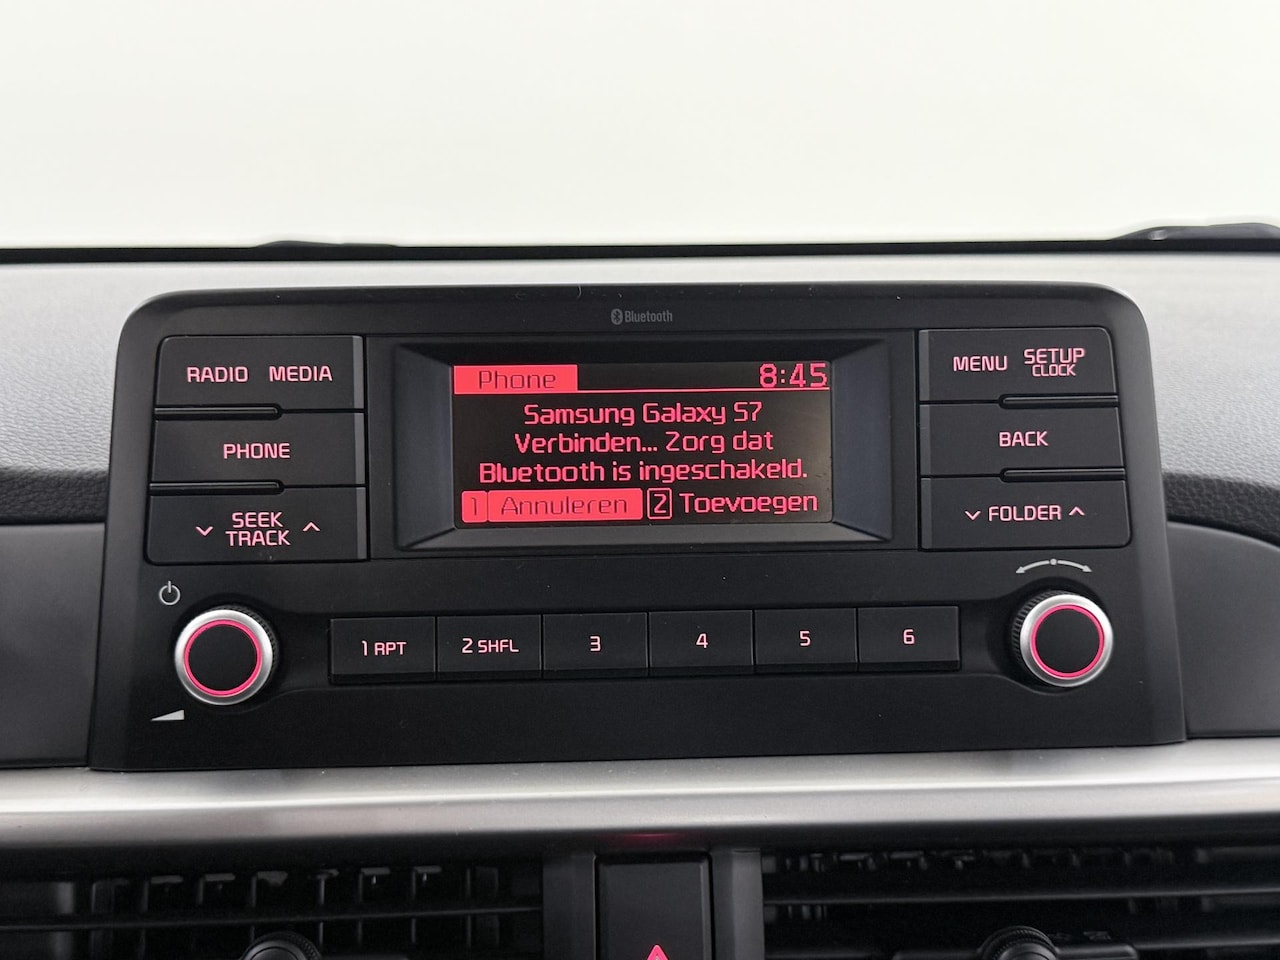 Bluetooth
RADIO MEDIA
PHONE
SEEK
TRACK
Phone 8:45
Samsung Galaxy S7
Verbinden... Zorg dat
Bluetooth is ingeschakeld.
1 Annuleren 2 Toevoegen
MENU SETUP
CLOCK
BACK
FOLDER
1 RPT 2 SHFL 3 4 5 6